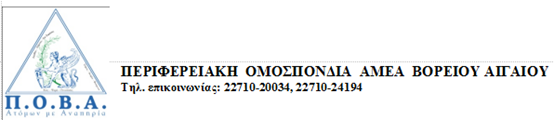 Π.Ο.Β.Α.
Ατόμων με Αναπηρία
ΠΕΡΙΦΕΡΕΙΑΚΗ ΟΜΟΣΠΟΝΔΙΑ ΑΜΕΑ ΒΟΡΕΙΟΥ ΑΙΓΑΙΟΥ
Τηλ. επικοινωνίας: 22710-20034, 22710-24194